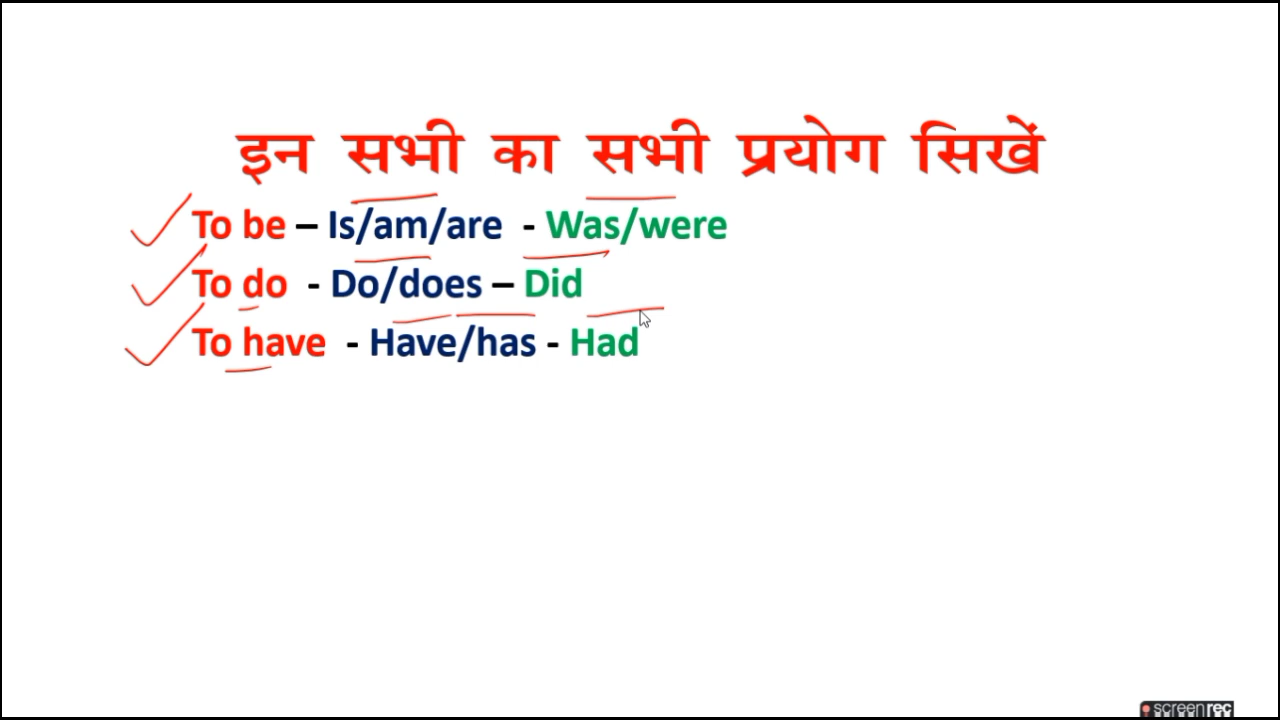 इन सभी का सभी प्रयोग सिखें
To be – Is/am/are - Was/were
To do - Do/does – Did
To have - Have/has - Had
screenrec